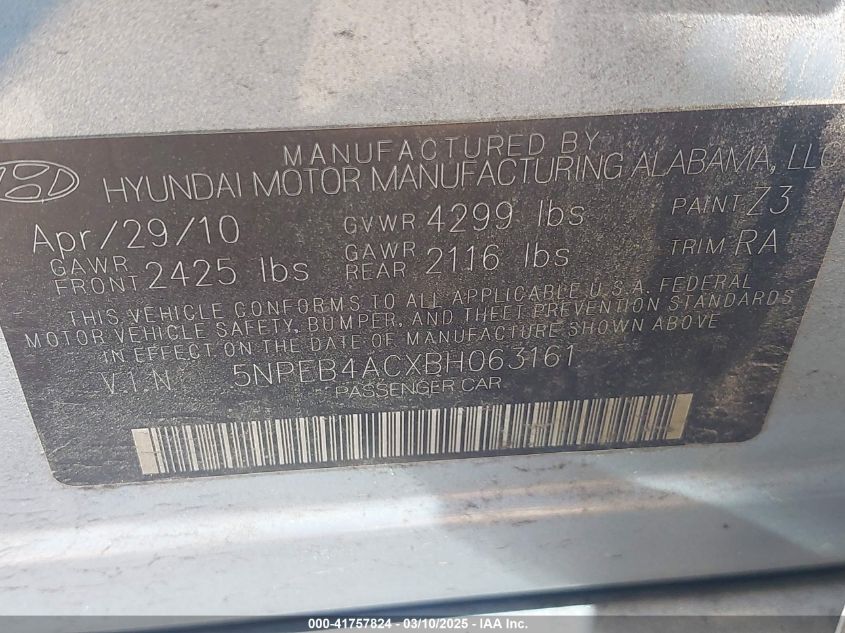 MANUFACTURED BY
HYUNDAI MOTOR MANUFACTURING ALABAMA, LLC
Apr/29/10 GVWR 4299 lbs PAINT Z3
GAWR FRONT 2425 lbs GAWR REAR 2116 lbs TRIM RA
THIS VEHICLE CONFORMS TO ALL APPLICABLE U.S.A. FEDERAL
MOTOR VEHICLE SAFETY, BUMPER, AND THEFT PREVENTION STANDARDS
IN EFFECT ON THE DATE OF MANUFACTURE SHOWN ABOVE
V I N 5NPEB4ACXBH063161
PASSENGER CAR
000-41757824 - 03/10/2025 - IAA Inc.